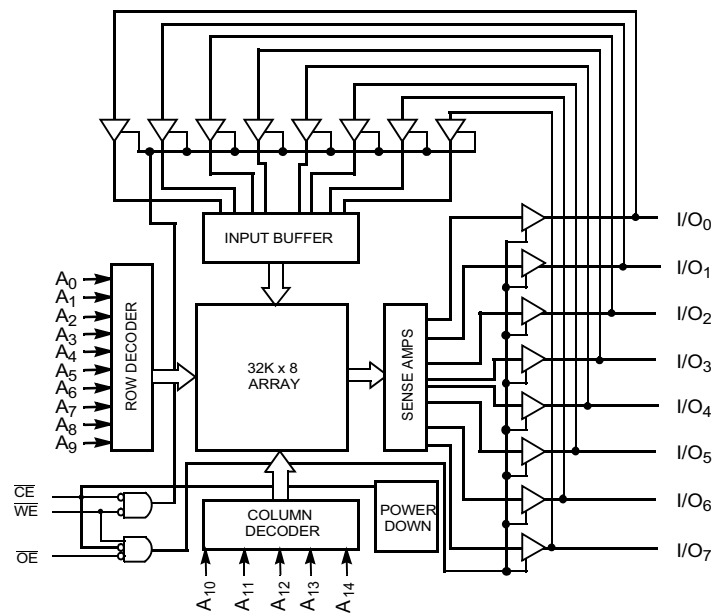 INPUT BUFFER
I/O0
I/O1
I/O2
I/O3
I/O4
I/O5
I/O6
I/O7
A0
A1
A2
A3
A4
A5
A6
A7
A8
A9
ROW DECODER
32K x 8
ARRAY
SENSE AMPS
CE
WE
OE
COLUMN
DECODER
POWER
DOWN
A10
A11
A12
A13
A14